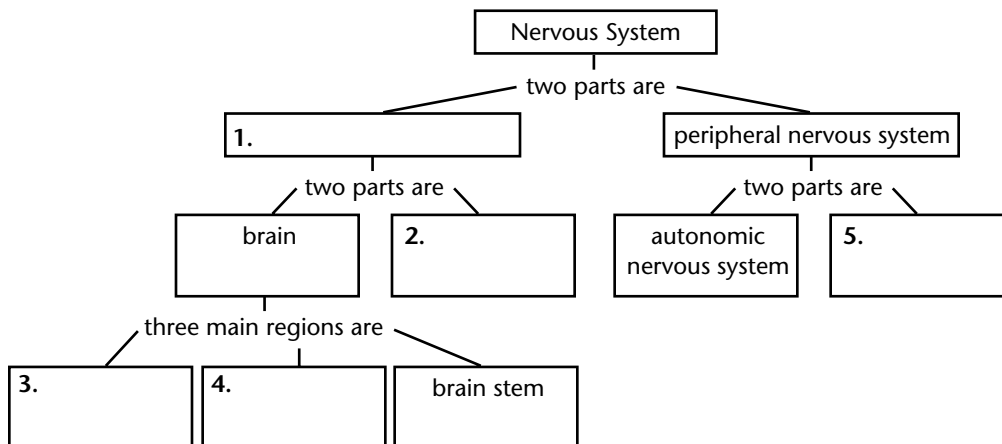 Nervous System
two parts are
1.
peripheral nervous system
two parts are
two parts are
brain
2.
autonomic
nervous system
5.
three main regions are
3.
4.
brain stem